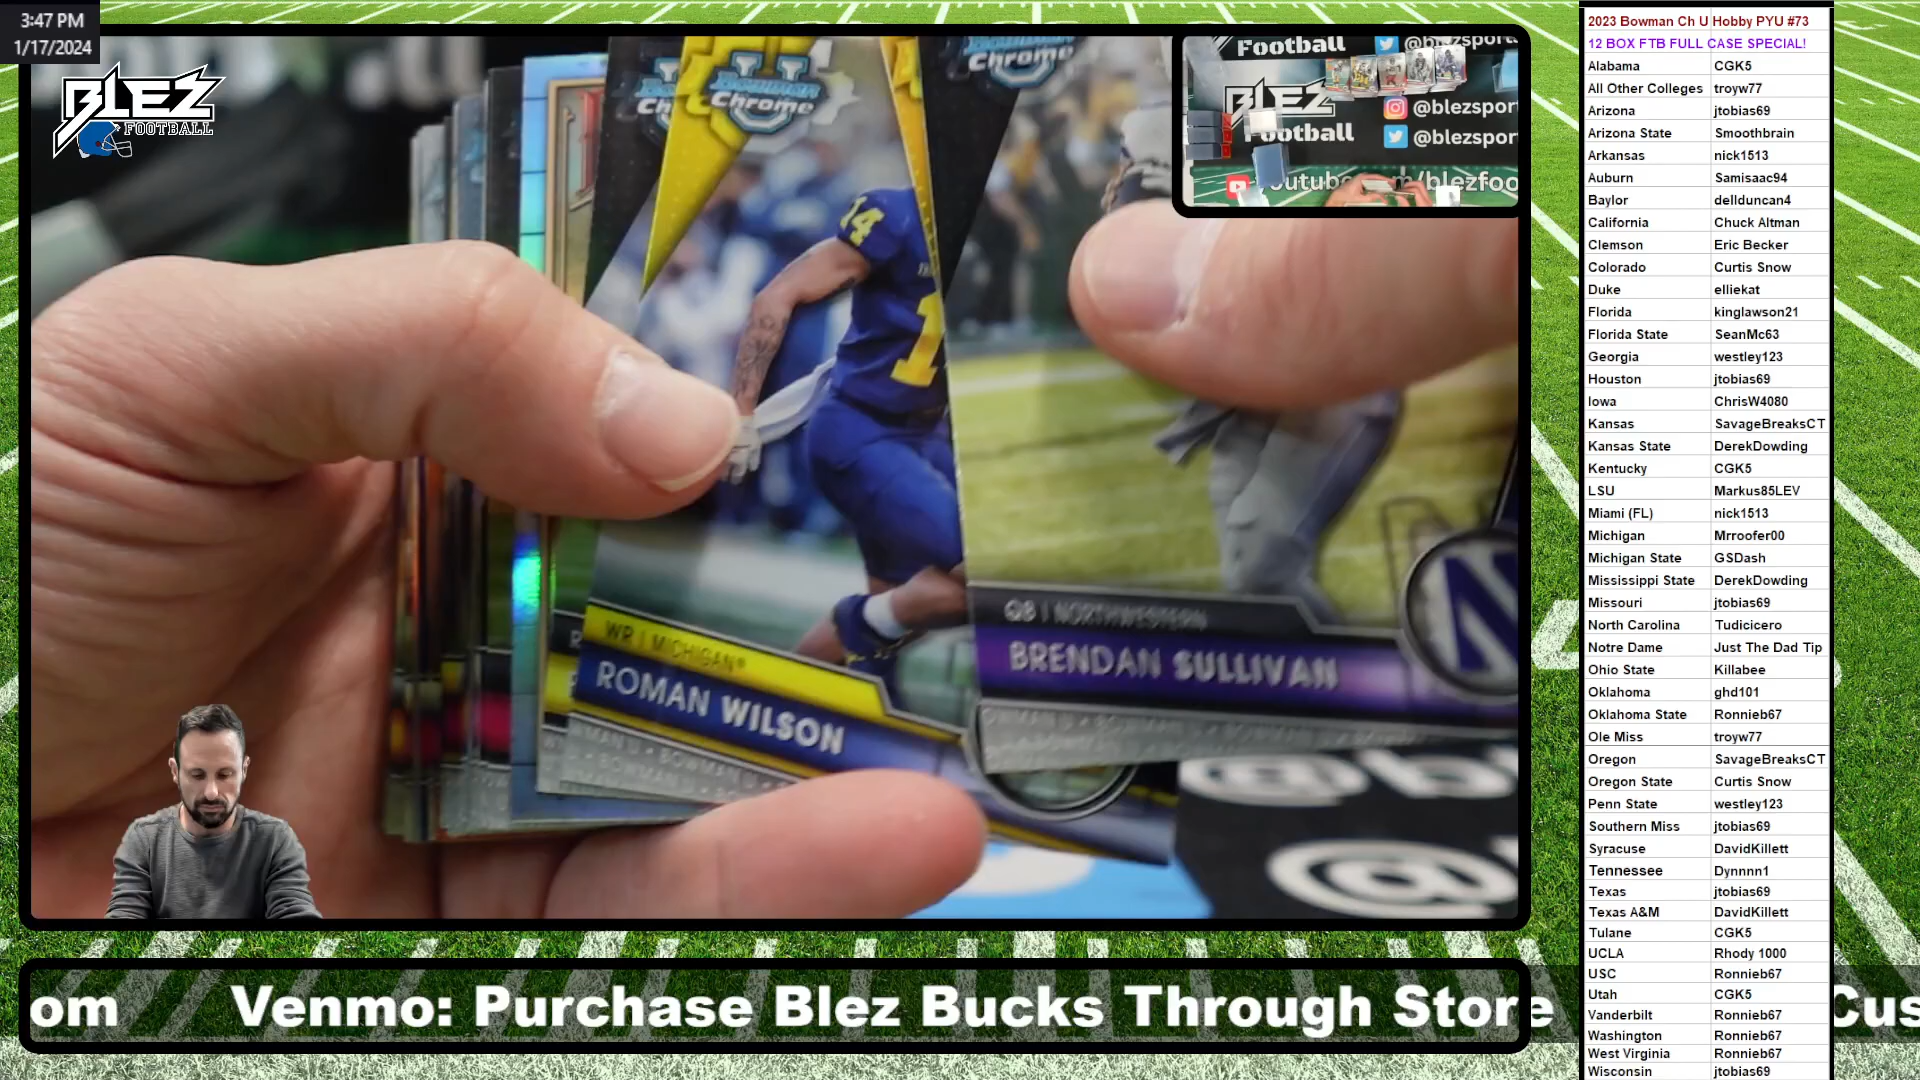 3:47 PM
1/17/2024
BLEZ
FOOTBALL
Bowman
Chrome
Chrome
14
WR | MICHIGAN
ROMAN WILSON
QB | NORTHWESTERN
BRENDAN SULLIVAN
Football
BLEZ
@blezsport
Football
@blezsport
youtube
/blezfoo
om Venmo: Purchase Blez Bucks Through Store Cus
2023 Bowman Ch U Hobby PYU #73
12 BOX FTB FULL CASE SPECIAL!
Alabama CGK5
All Other Colleges troyw77
Arizona jtobias69
Arizona State Smoothbrain
Arkansas nick1513
Auburn Samisaac94
Baylor dellduncan4
California Chuck Altman
Clemson Eric Becker
Colorado Curtis Snow
Duke elliekat
Florida kinglawson21
Florida State SeanMc63
Georgia westley123
Houston jtobias69
Iowa ChrisW4080
Kansas SavageBreaksCT
Kansas State DerekDowding
Kentucky CGK5
LSU Markus85LEV
Miami (FL) nick1513
Michigan Mrroofer00
Michigan State GSDash
Mississippi State DerekDowding
Missouri jtobias69
North Carolina Tudicicero
Notre Dame Just The Dad Tip
Ohio State Killabee
Oklahoma ghd101
Oklahoma State Ronnieb67
Ole Miss troyw77
Oregon SavageBreaksCT
Oregon State Curtis Snow
Penn State westley123
Southern Miss jtobias69
Syracuse DavidKillett
Tennessee Dynnnn1
Texas jtobias69
Texas A&M DavidKillett
Tulane CGK5
UCLA Rhody 1000
USC Ronnieb67
Utah CGK5
Vanderbilt Ronnieb67
Washington Ronnieb67
West Virginia Ronnieb67
Wisconsin jtobias69